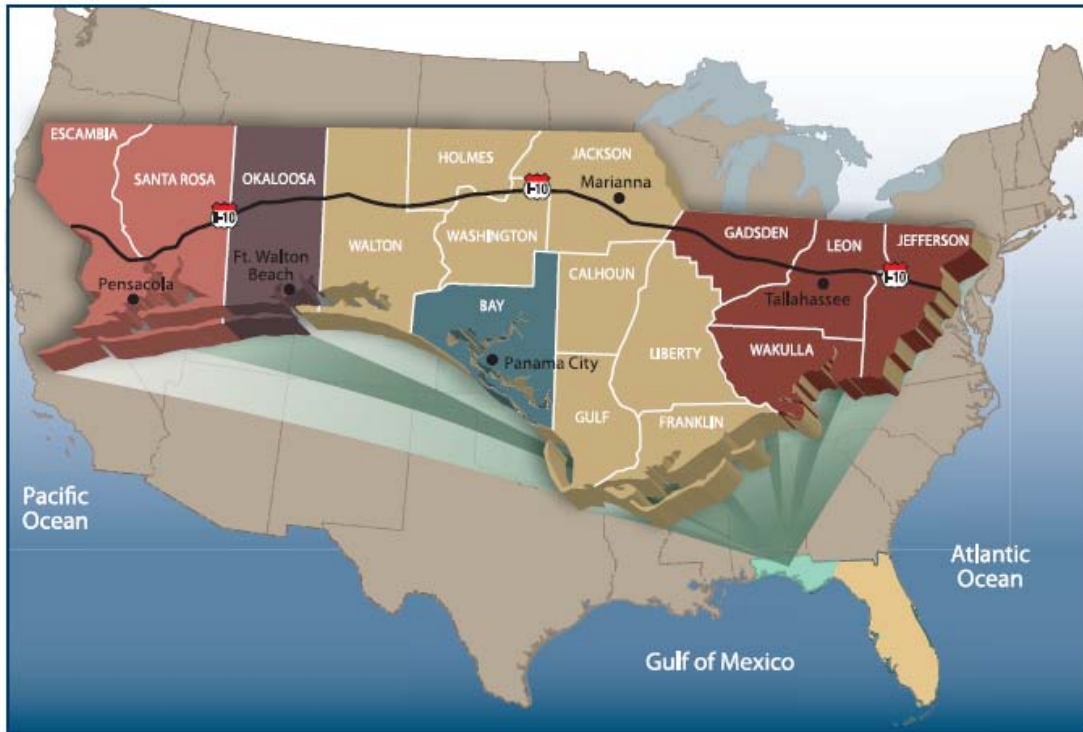 ESCAMBIA
SANTA ROSA
OKALOOSA
HOLMES
JACKSON
Marianna
I-10
I-10
WALTON
WASHINGTON
GADSDEN
LEON
JEFFERSON
Ft. Walton
Beach
CALHOUN
I-10
Pensacola
Tallahassee
BAY
LIBERTY
WAKULLA
Panama City
GULF
FRANKLIN
Pacific
Ocean
Atlantic
Ocean
Gulf of Mexico